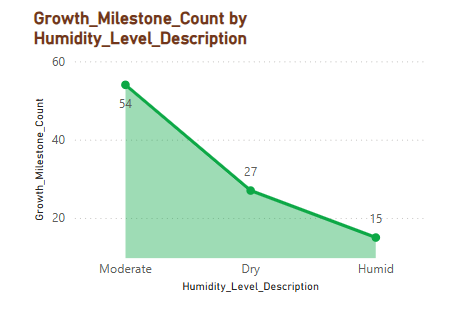 Growth_Milestone_Count by
Humidity_Level_Description
60
40
20
Growth_Milestone_Count
54
27
15
Moderate
Dry
Humid
Humidity_Level_Description